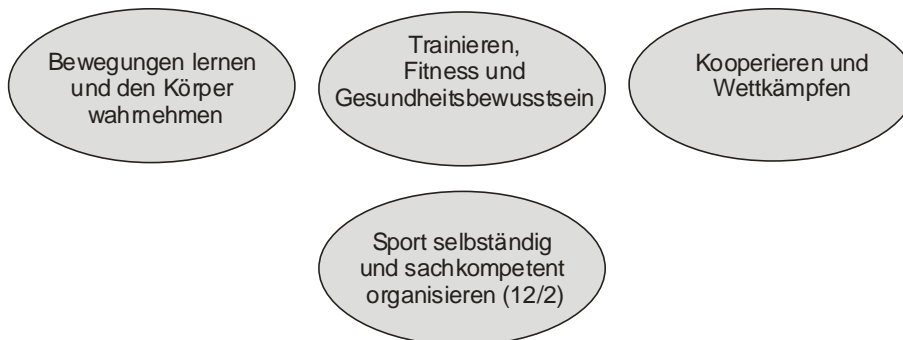 Bewegungen lernen
und den Körper
wahrnehmen
Trainieren,
Fitness und
Gesundheitsbewusstsein
Kooperieren und
Wettkämpfen
Sport selbständig
und sachkompetent
organisieren (12/2)